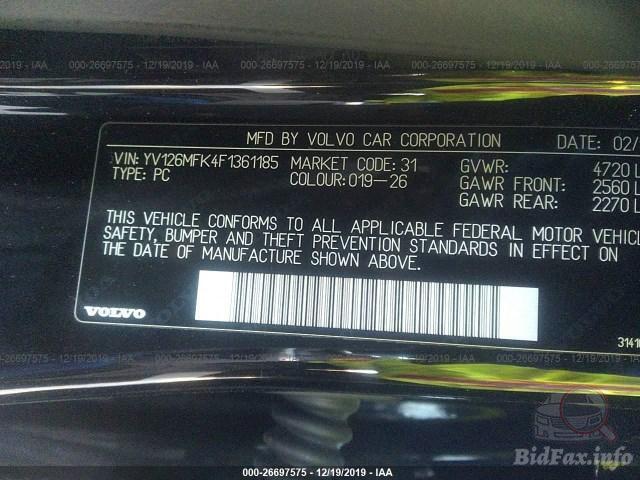 000-26697575 – 12/19/2019 – IAA
MFD BY VOLVO CAR CORPORATION DATE: 02/
VIN: YV126MFK4F1361185 MARKET CODE: 31 GVWR: 4720 L
TYPE: PC COLOUR: 019-26 GAWR FRONT: 2560 L
GAWR REAR: 2270 L
THIS VEHICLE CONFORMS TO ALL APPLICABLE FEDERAL MOTOR VEHICL
SAFETY, BUMPER AND THEFT PREVENTION STANDARDS IN EFFECT ON
THE DATE OF MANUFACTURE SHOWN ABOVE.
VOLVO
3141
000-26697575 – 12/19/2019 – IAA
000-26697575 – 12/19/2019 – IAA
BidFax.info